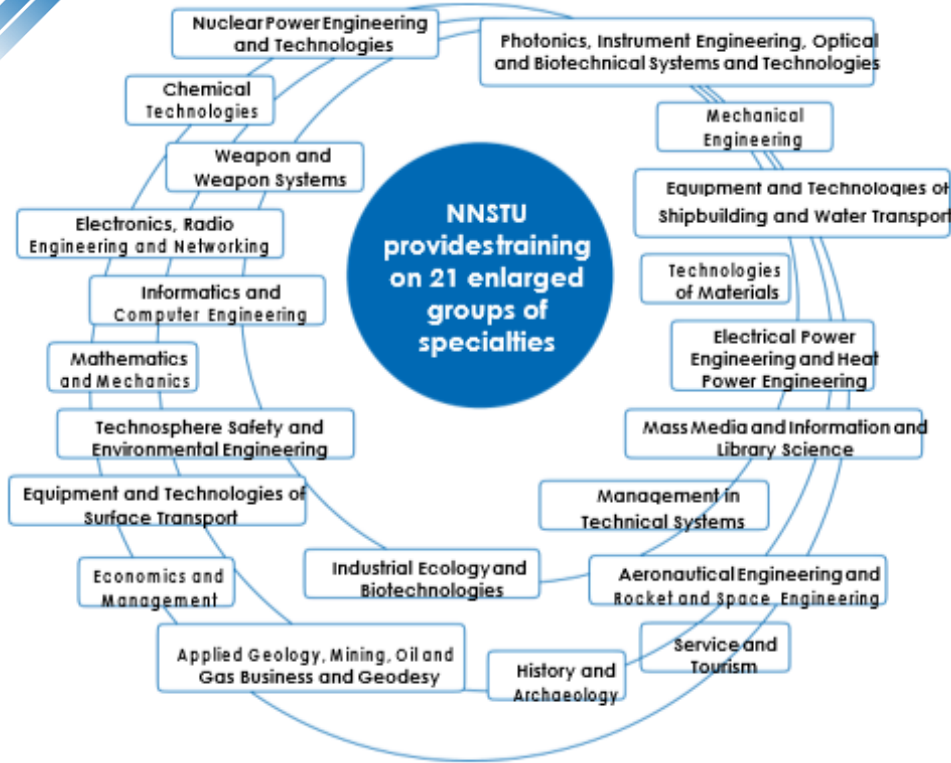 Nuclear Power Engineering
and Technologies
Photonics, Instrument Engineering, Optical
and Biotechnical Systems and Technologies
Chemical
Technologies
Mechanical
Engineering
Weapon and
Weapon Systems
Equipment and Technologies of
Shipbuilding and Water Transport
Electronics, Radio
Engineering and Networking
NNSTU
providestraining
on 21 enlarged
groups of
specialties
Technologies
of Materials
Informatics and
Computer Engineering
Electrical Power
Engineering and Heat
Power Engineering
Mathematics
and Mechanics
Technosphere Safety and
Environmental Engineering
Mass Media and Information and
Library Science
Equipment and Technologies of
Surface Transport
Management in
Technical Systems
Economics and
Management
Industrial Ecology and
Biotechnologies
Aeronautical Engineering and
Rocket and Space Engineering
Applied Geology, Mining, Oil and
Gas Business and Geodesy
History and
Archaeology
Service and
Tourism